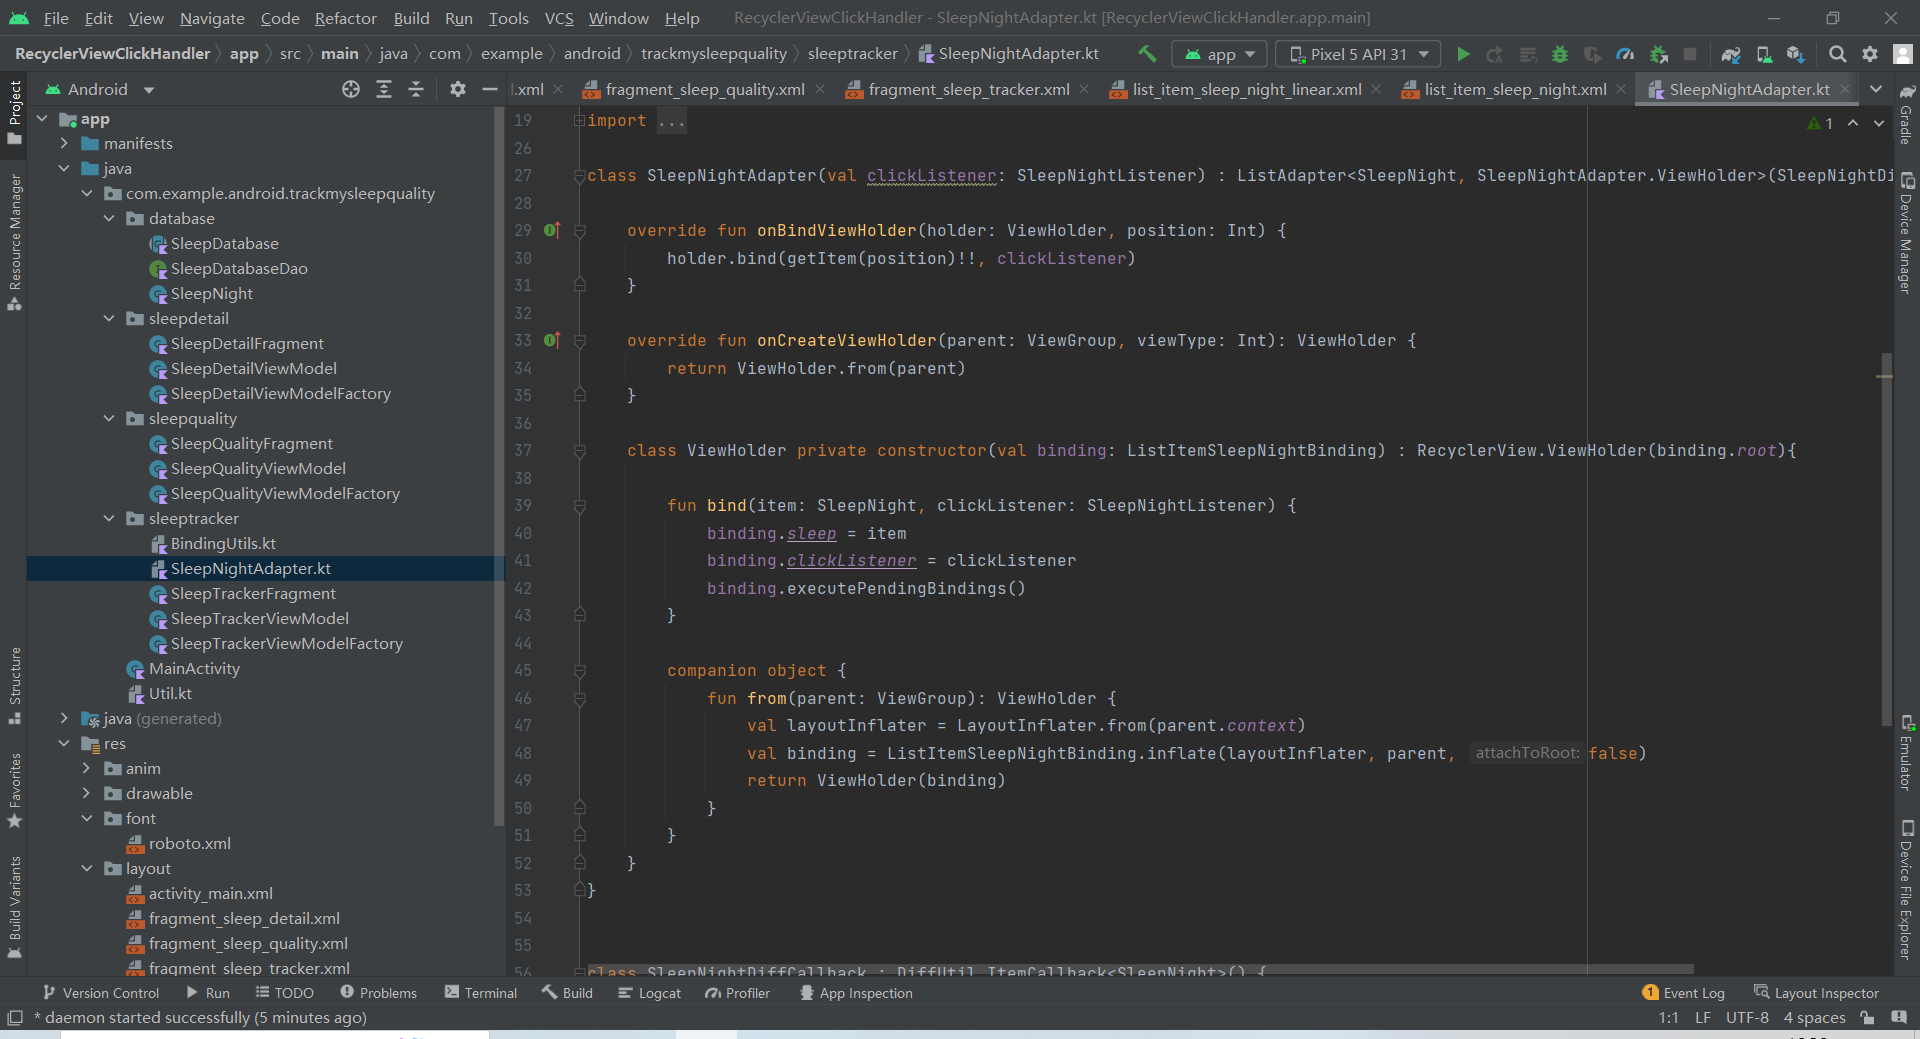 File Edit View Navigate Code Refactor Build Run Tools VCS Window Help RecyclerViewClickHandler - SleepNightAdapter.kt [RecyclerViewClickHandler.app.main]
RecyclerViewClickHandler app src main java com example android trackmysleepquality sleeptracker SleepNightAdapter.kt app Pixel 5 API 31
Android l.xml fragment_sleep_quality.xml fragment_sleep_tracker.xml list_item_sleep_night_linear.xml list_item_sleep_night.xml SleepNightAdapter.kt
Project
Resource Manager
Structure
Favorites
Build Variants
app
manifests
java
com.example.android.trackmysleepquality
database
SleepDatabase
SleepDatabaseDao
SleepNight
sleepdetail
SleepDetailFragment
SleepDetailViewModel
SleepDetailViewModelFactory
sleepquality
SleepQualityFragment
SleepQualityViewModel
SleepQualityViewModelFactory
sleeptracker
BindingUtils.kt
SleepNightAdapter.kt
SleepTrackerFragment
SleepTrackerViewModel
SleepTrackerViewModelFactory
MainActivity
Util.kt
java (generated)
res
anim
drawable
font
roboto.xml
layout
activity_main.xml
fragment_sleep_detail.xml
fragment_sleep_quality.xml
fragment_sleep_tracker.xml
19 import ...
1
26
27 class SleepNightAdapter(val clickListener: SleepNightListener) : ListAdapter<SleepNight, SleepNightAdapter.ViewHolder>(SleepNightDi
28
29 override fun onBindViewHolder(holder: ViewHolder, position: Int) {
30 holder.bind(getItem(position)!!, clickListener)
31 }
32
33 override fun onCreateViewHolder(parent: ViewGroup, viewType: Int): ViewHolder {
34 return ViewHolder.from(parent)
35 }
36
37 class ViewHolder private constructor(val binding: ListItemSleepNightBinding) : RecyclerView.ViewHolder(binding.root){
38
39 fun bind(item: SleepNight, clickListener: SleepNightListener) {
40 binding.sleep = item
41 binding.clickListener = clickListener
42 binding.executePendingBindings()
43 }
44
45 companion object {
46 fun from(parent: ViewGroup): ViewHolder {
47 val layoutInflater = LayoutInflater.from(parent.context)
48 val binding = ListItemSleepNightBinding.inflate(layoutInflater, parent, attachToRoot: false)
49 return ViewHolder(binding)
50 }
51 }
52 }
53 }
54
55
56 class SleepNightDiffCallback : DiffUtil.ItemCallback<SleepNight>() {
Gradle
Device Manager
Emulator
Device File Explorer
Version Control Run TODO Problems Terminal Build Logcat Profiler App Inspection 1 Event Log Layout Inspector
* daemon started successfully (5 minutes ago) 1:1 LF UTF-8 4 spaces